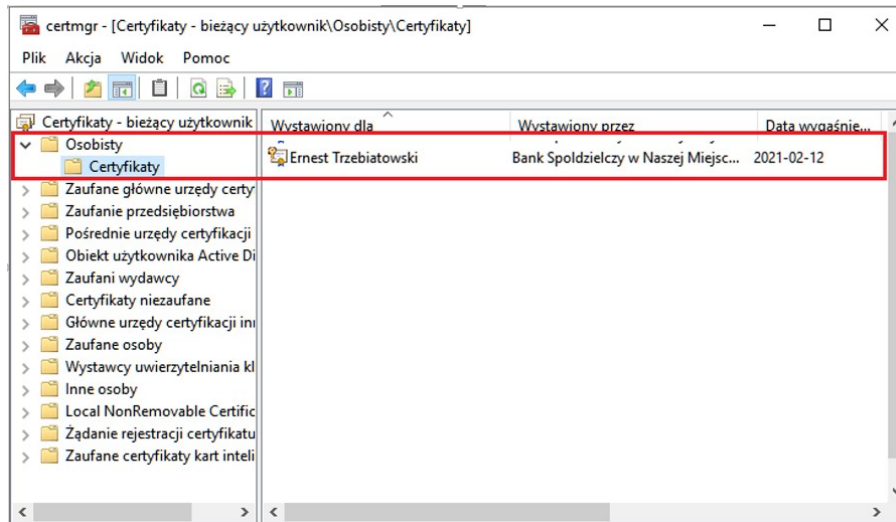 certmgr - [Certyfikaty - bieżący użytkownik\Osobisty\Certyfikaty]
Plik Akcja Widok Pomoc
Certyfikaty - bieżący użytkownik
Wystawiony dla Wystawiony przez Data wygaśnie...
Osobisty
Certyfikaty
Ernest Trzebiatowski Bank Spoldzielczy w Naszej Miejsc... 2021-02-12
Zaufane główne urzędy certy
Zaufanie przedsiębiorstwa
Pośrednie urzędy certyfikacji
Obiekt użytkownika Active Di
Zaufani wydawcy
Certyfikaty niezaufane
Główne urzędy certyfikacji inn
Zaufane osoby
Wystawcy uwierzytelniania kl
Inne osoby
Local NonRemovable Certific
Żądanie rejestracji certyfikatu
Zaufane certyfikaty kart inteli